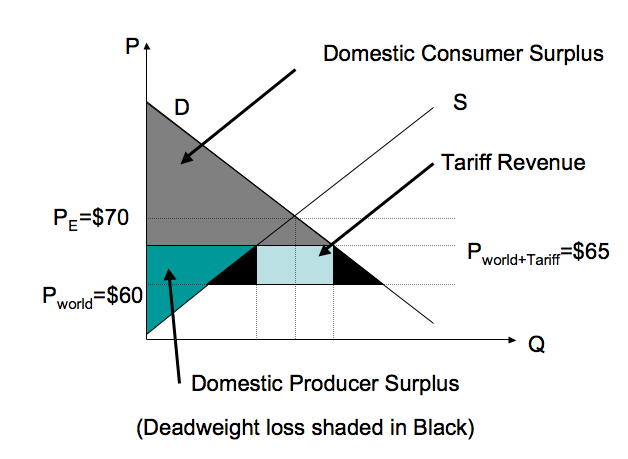 P
Domestic Consumer Surplus
D
S
Tariff Revenue
PE=$70
Pworld+Tariff=$65
Pworld=$60
Q
Domestic Producer Surplus
(Deadweight loss shaded in Black)